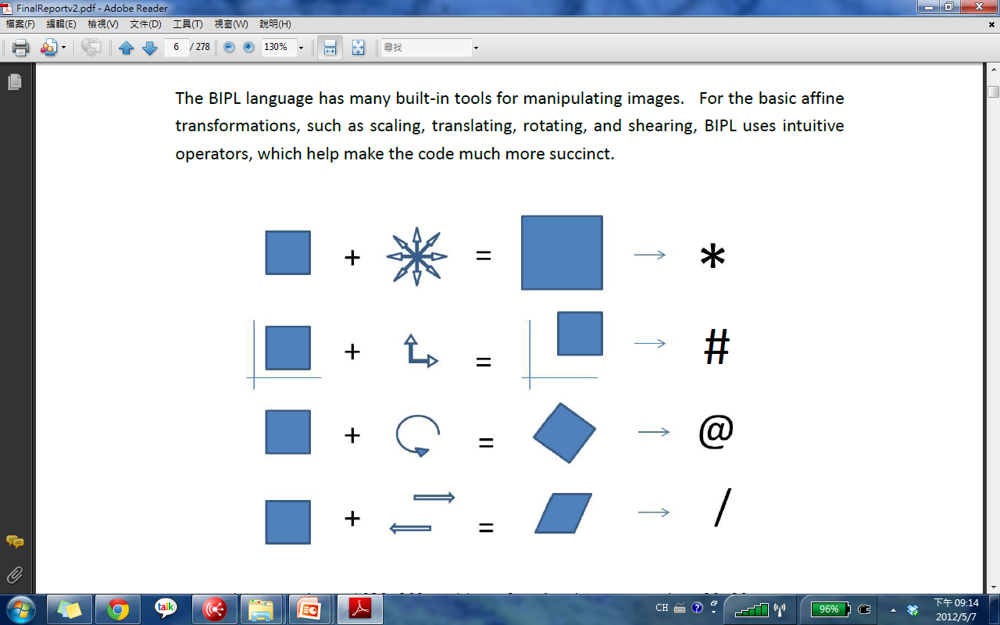 FinalReportv2.pdf - Adobe Reader
檔案(F) 編輯(E) 檢視(V) 文件(D) 工具(T) 視窗(W) 說明(H)
6 / 278 130% 尋找
The BIPL language has many built-in tools for manipulating images. For the basic affine
transformations, such as scaling, translating, rotating, and shearing, BIPL uses intuitive
operators, which help make the code much more succinct.
+ = *
+ = #
+ = @
+ = /
talk
CH
96%
下午 09:14
2012/5/7